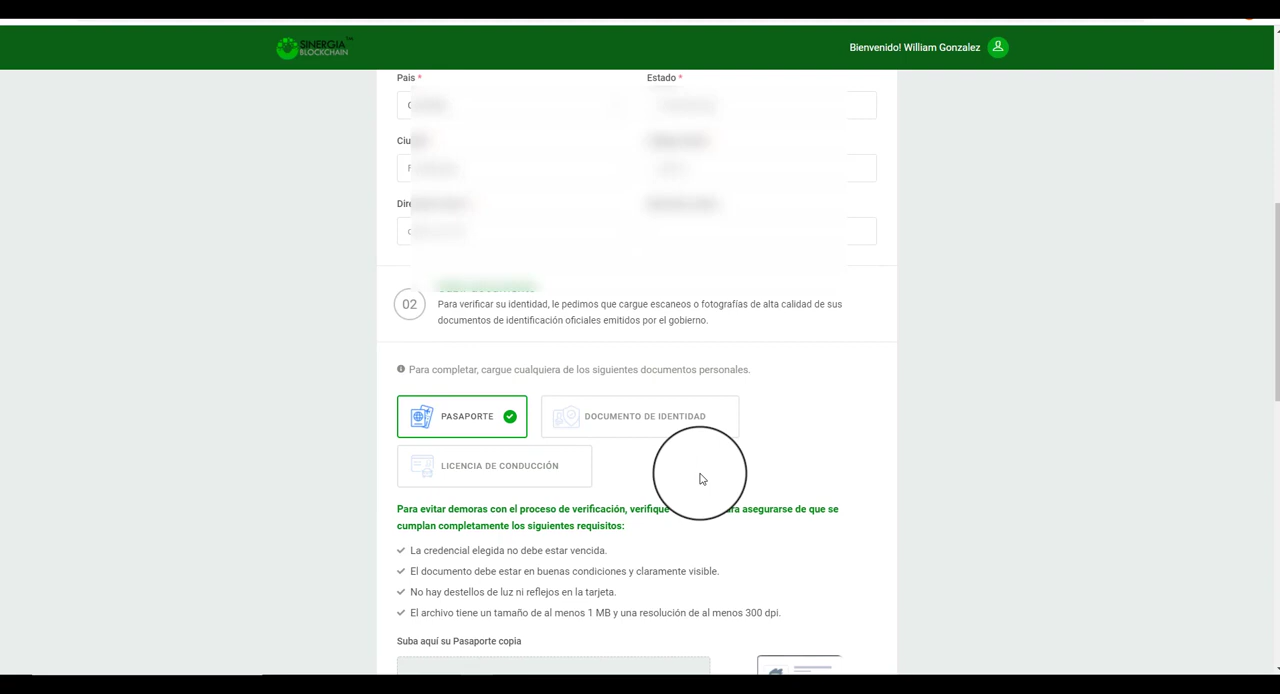 SINERGIA
BLOCKCHAIN
Bienvenido! William Gonzalez
Pais *
Estado *
02
Para verificar su identidad, le pedimos que cargue escaneos o fotografías de alta calidad de sus
documentos de identificación oficiales emitidos por el gobierno.
Para completar, cargue cualquiera de los siguientes documentos personales.
PASAPORTE
DOCUMENTO DE IDENTIDAD
LICENCIA DE CONDUCCIÓN
Para evitar demoras con el proceso de verificación, verifique asegurarse de que se
cumplan completamente los siguientes requisitos:
La credencial elegida no debe estar vencida.
El documento debe estar en buenas condiciones y claramente visible.
No hay destellos de luz ni reflejos en la tarjeta.
El archivo tiene un tamaño de al menos 1 MB y una resolución de al menos 300 dpi.
Suba aquí su Pasaporte copia